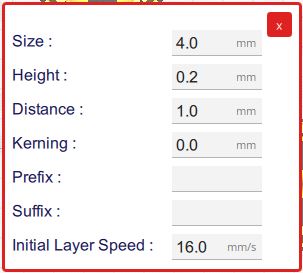 x
Size : 4.0 mm
Height : 0.2 mm
Distance : 1.0 mm
Kerning : 0.0 mm
Prefix :
Suffix :
Initial Layer Speed : 16.0 mm/s